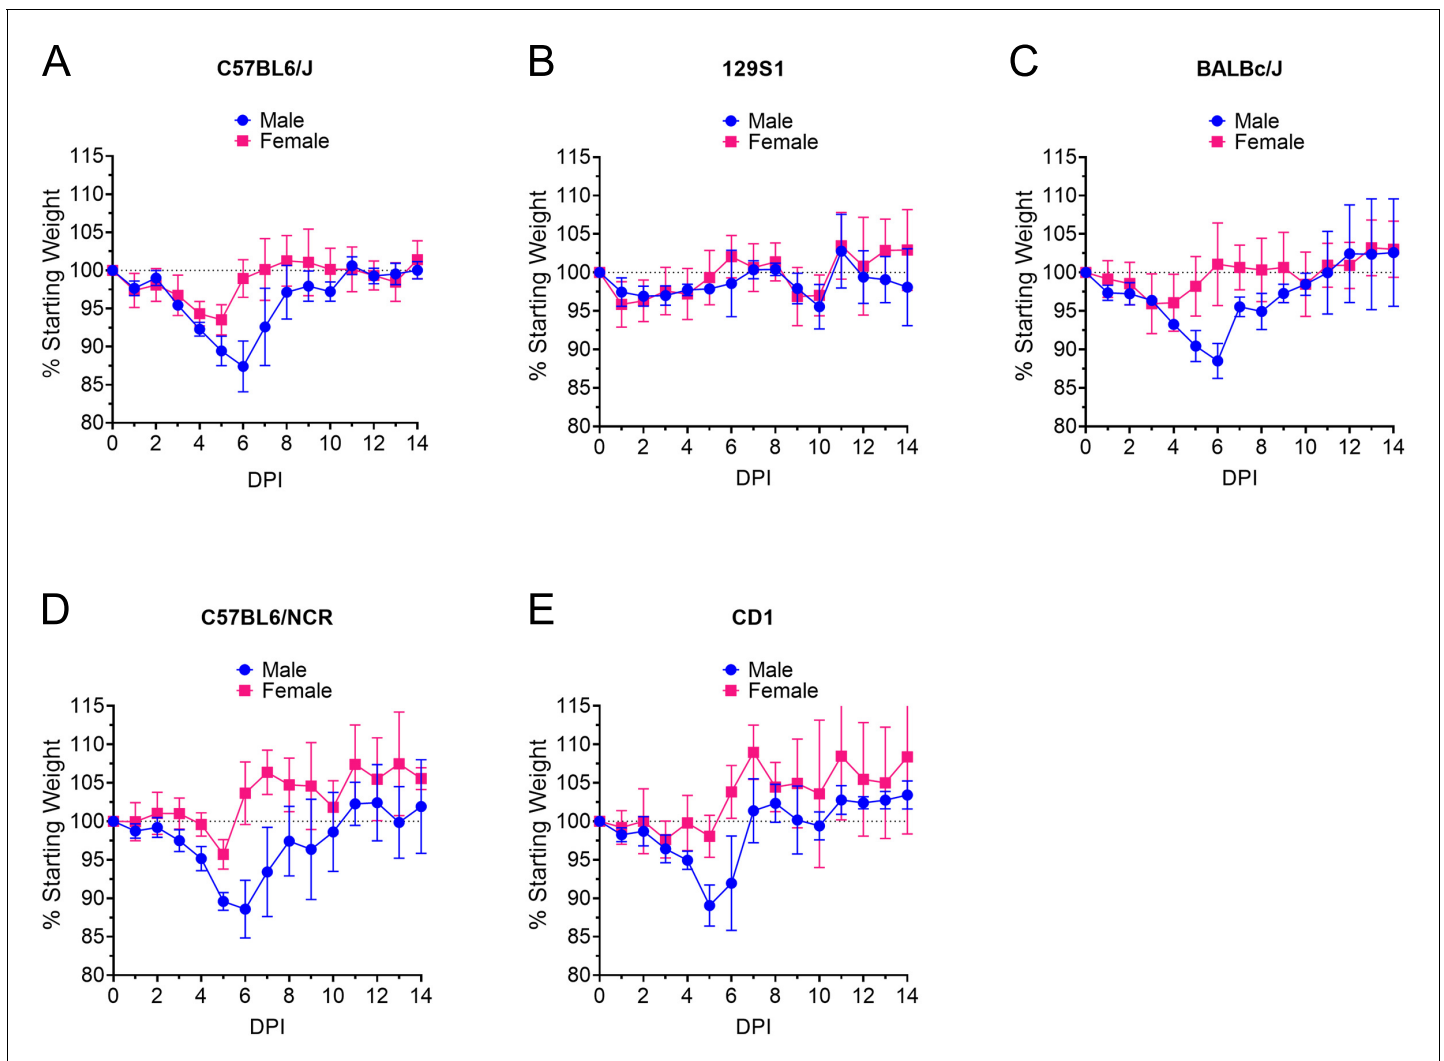 A
C57BL6/J
Male
Female
115
110
105
100
95
90
85
80
% Starting Weight
0 2 4 6 8 10 12 14
DPI
B
129S1
Male
Female
115
110
105
100
95
90
85
80
% Starting Weight
0 2 4 6 8 10 12 14
DPI
C
BALBc/J
Male
Female
115
110
105
100
95
90
85
80
% Starting Weight
0 2 4 6 8 10 12 14
DPI
D
C57BL6/NCR
Male
Female
115
110
105
100
95
90
85
80
% Starting Weight
0 2 4 6 8 10 12 14
DPI
E
CD1
Male
Female
115
110
105
100
95
90
85
80
% Starting Weight
0 2 4 6 8 10 12 14
DPI